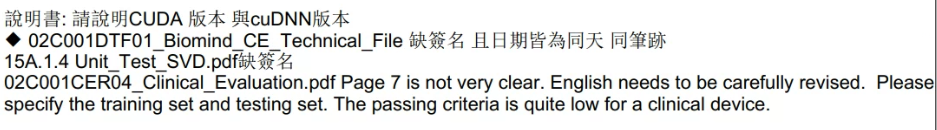 說明書: 請說明CUDA 版本 與cuDNN版本
◆ 02C001DTF01_Biomind_CE_Technical_File 缺簽名 且日期皆為同天 同筆跡
15A.1.4 Unit_Test_SVD.pdf缺簽名
02C001CER04_Clinical_Evaluation.pdf Page 7 is not very clear. English needs to be carefully revised.  Please
specify the training set and testing set. The passing criteria is quite low for a clinical device.